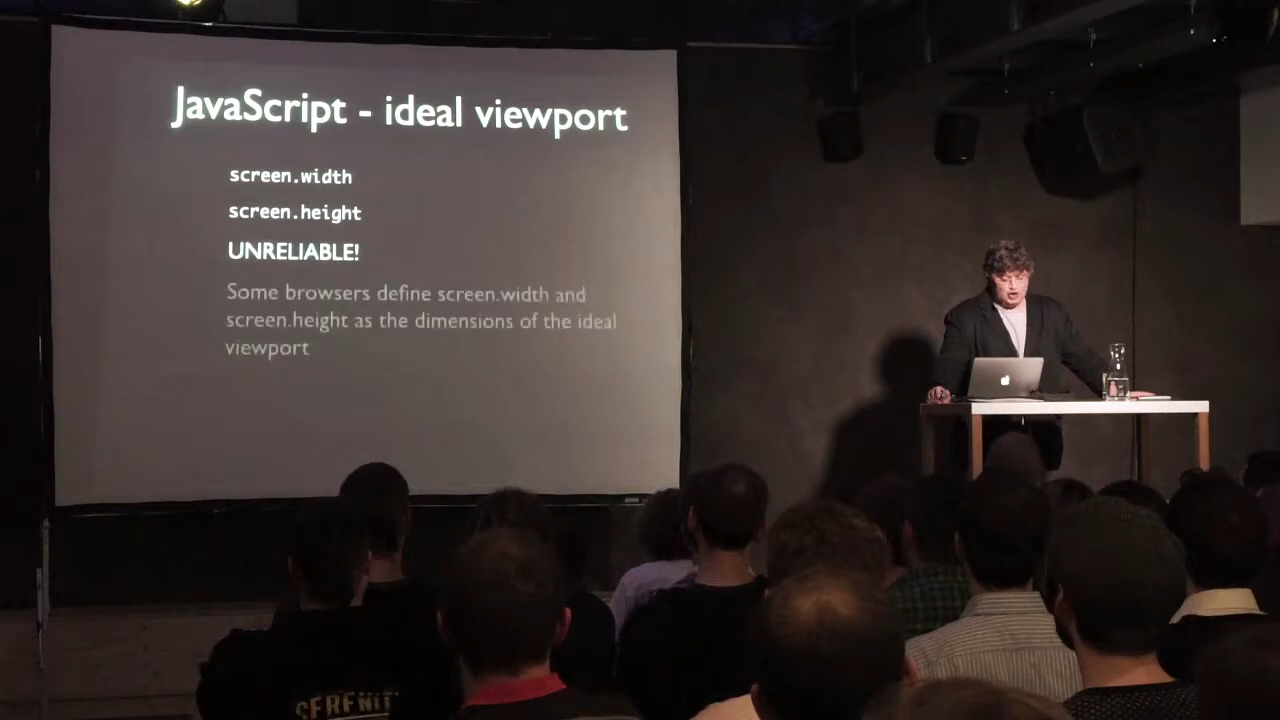 JavaScript - ideal viewport
screen.width
screen.height
UNRELIABLE!
Some browsers define screen.width and
screen.height as the dimensions of the ideal
viewport